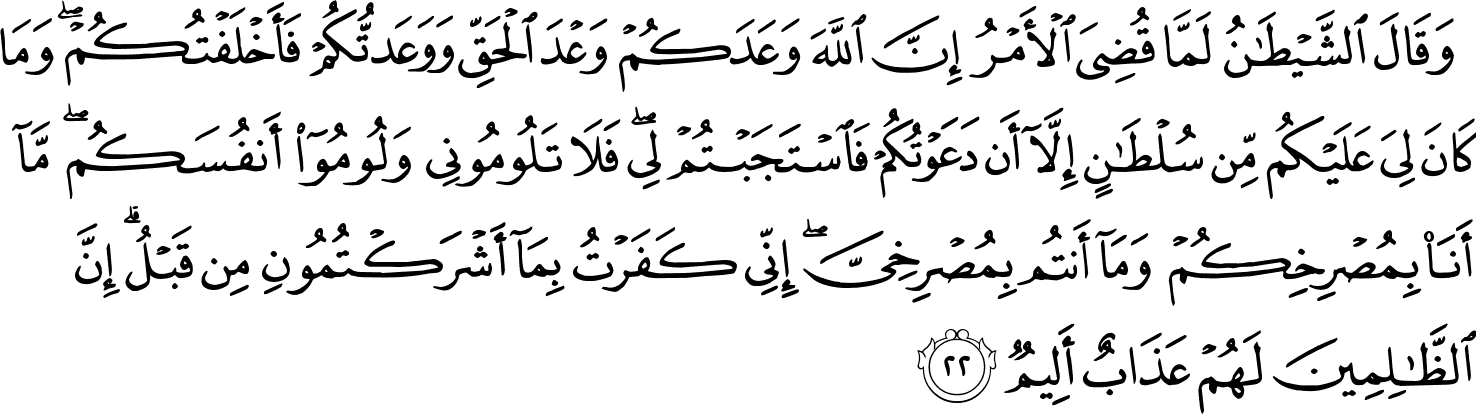 وَقَالَ ٱلشَّيْطَـٰنُ لَمَّا قُضِىَ ٱلْأَمْرُ إِنَّ ٱللَّهَ وَعَدَكُمْ وَعْدَ ٱلْحَقِّ وَوَعَدتُّكُمْ فَأَخْلَفْتُكُمْ ۖ وَمَا
كَانَ لِىَ عَلَيْكُم مِّن سُلْطَـٰنٍ إِلَّآ أَن دَعَوْتُكُمْ فَٱسْتَجَبْتُمْ لِى ۖ فَلَا تَلُومُونِى وَلُومُوٓا۟ أَنفُسَكُم ۖ مَّآ
أَنَا۠ بِمُصْرِخِكُمْ وَمَآ أَنتُم بِمُصْرِخِىَّ ۖ إِنِّى كَفَرْتُ بِمَآ أَشْرَكْتُمُونِ مِن قَبْلُ ۗ إِنَّ
ٱلظَّـٰلِمِينَ لَهُمْ عَذَابٌ أَلِيمٌ ٢٢